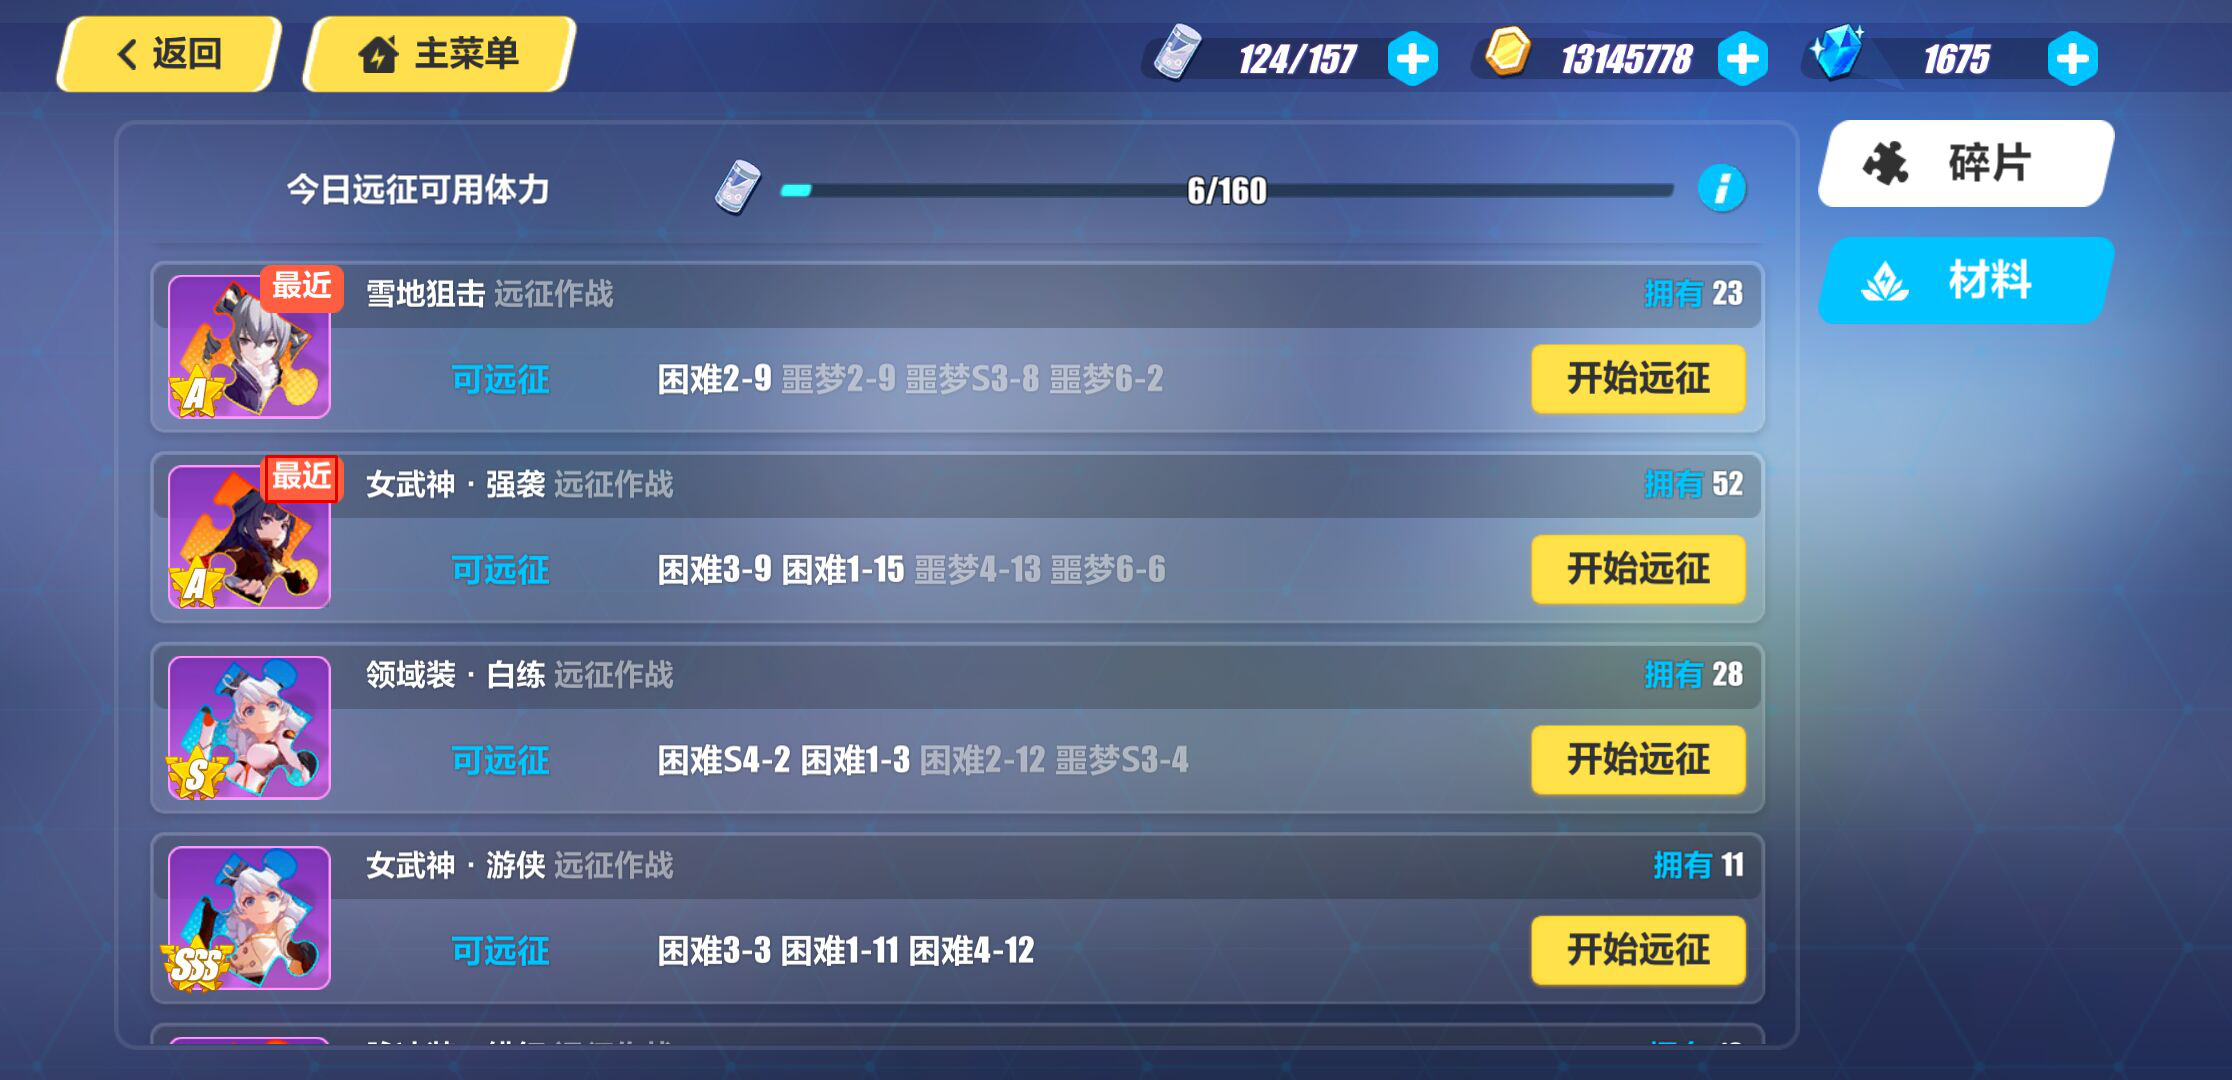 返回 主菜单 124/157 13145778 1675
今日远征可用体力 6/160 i
碎片
材料
最近 雪地狙击 远征作战 拥有 23
A 可远征 困难2-9 噩梦2-9 噩梦S3-8 噩梦6-2 开始远征
最近 女武神·强袭 远征作战 拥有 52
A 可远征 困难3-9 困难1-15 噩梦4-13 噩梦6-6 开始远征
领域装·白练 远征作战 拥有 28
S 可远征 困难S4-2 困难1-3 困难2-12 噩梦S3-4 开始远征
女武神·游侠 远征作战 拥有 11
SSS 可远征 困难3-3 困难1-11 困难4-12 开始远征